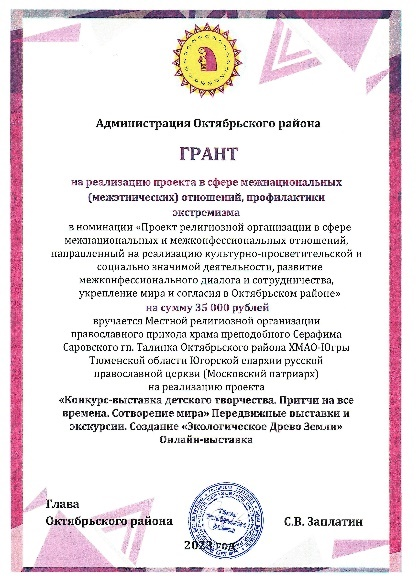 Администрация Октябрьского района
ГРАНТ
на реализацию проекта в сфере межнациональных
(межэтнических) отношений, профилактики
экстремизма
в номинации «Проект религиозной организации в сфере
межнациональных и межконфессиональных отношений,
направленный на реализацию культурно-просветительской и
социально значимой деятельности, развитие
межконфессионального диалога и сотрудничества,
укрепление мира и согласия в Октябрьском районе»
на сумму 35 000 рублей
вручается Местной религиозной организации
православного прихода храма преподобного Серафима
Саровского гп. Талинка Октябрьского района ХМАО-Югры
Тюменской области Югорской епархии русской
православной церкви (Московский патриарх)
на реализацию проекта
«Конкурс-выставка детского творчества. Притчи на все
времена. Сотворение мира» Передвижные выставки и
экскурсии. Создание «Экологическое Древо Земли»
Онлайн-выставка
Глава
Октябрьского района С.В. Заплатин
год